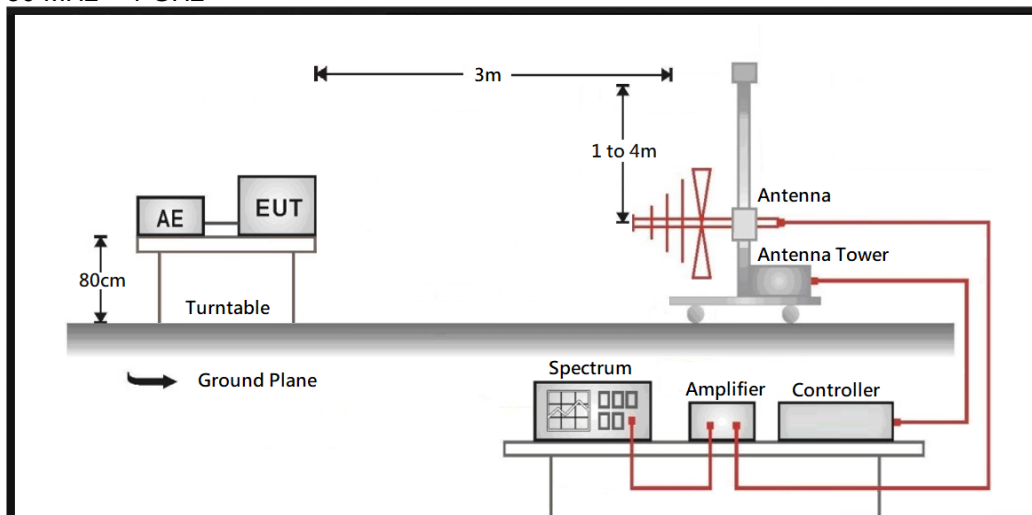 3m
1 to 4m
AE
EUT
Antenna
80cm
Antenna Tower
Turntable
Ground Plane
Spectrum
Amplifier
Controller